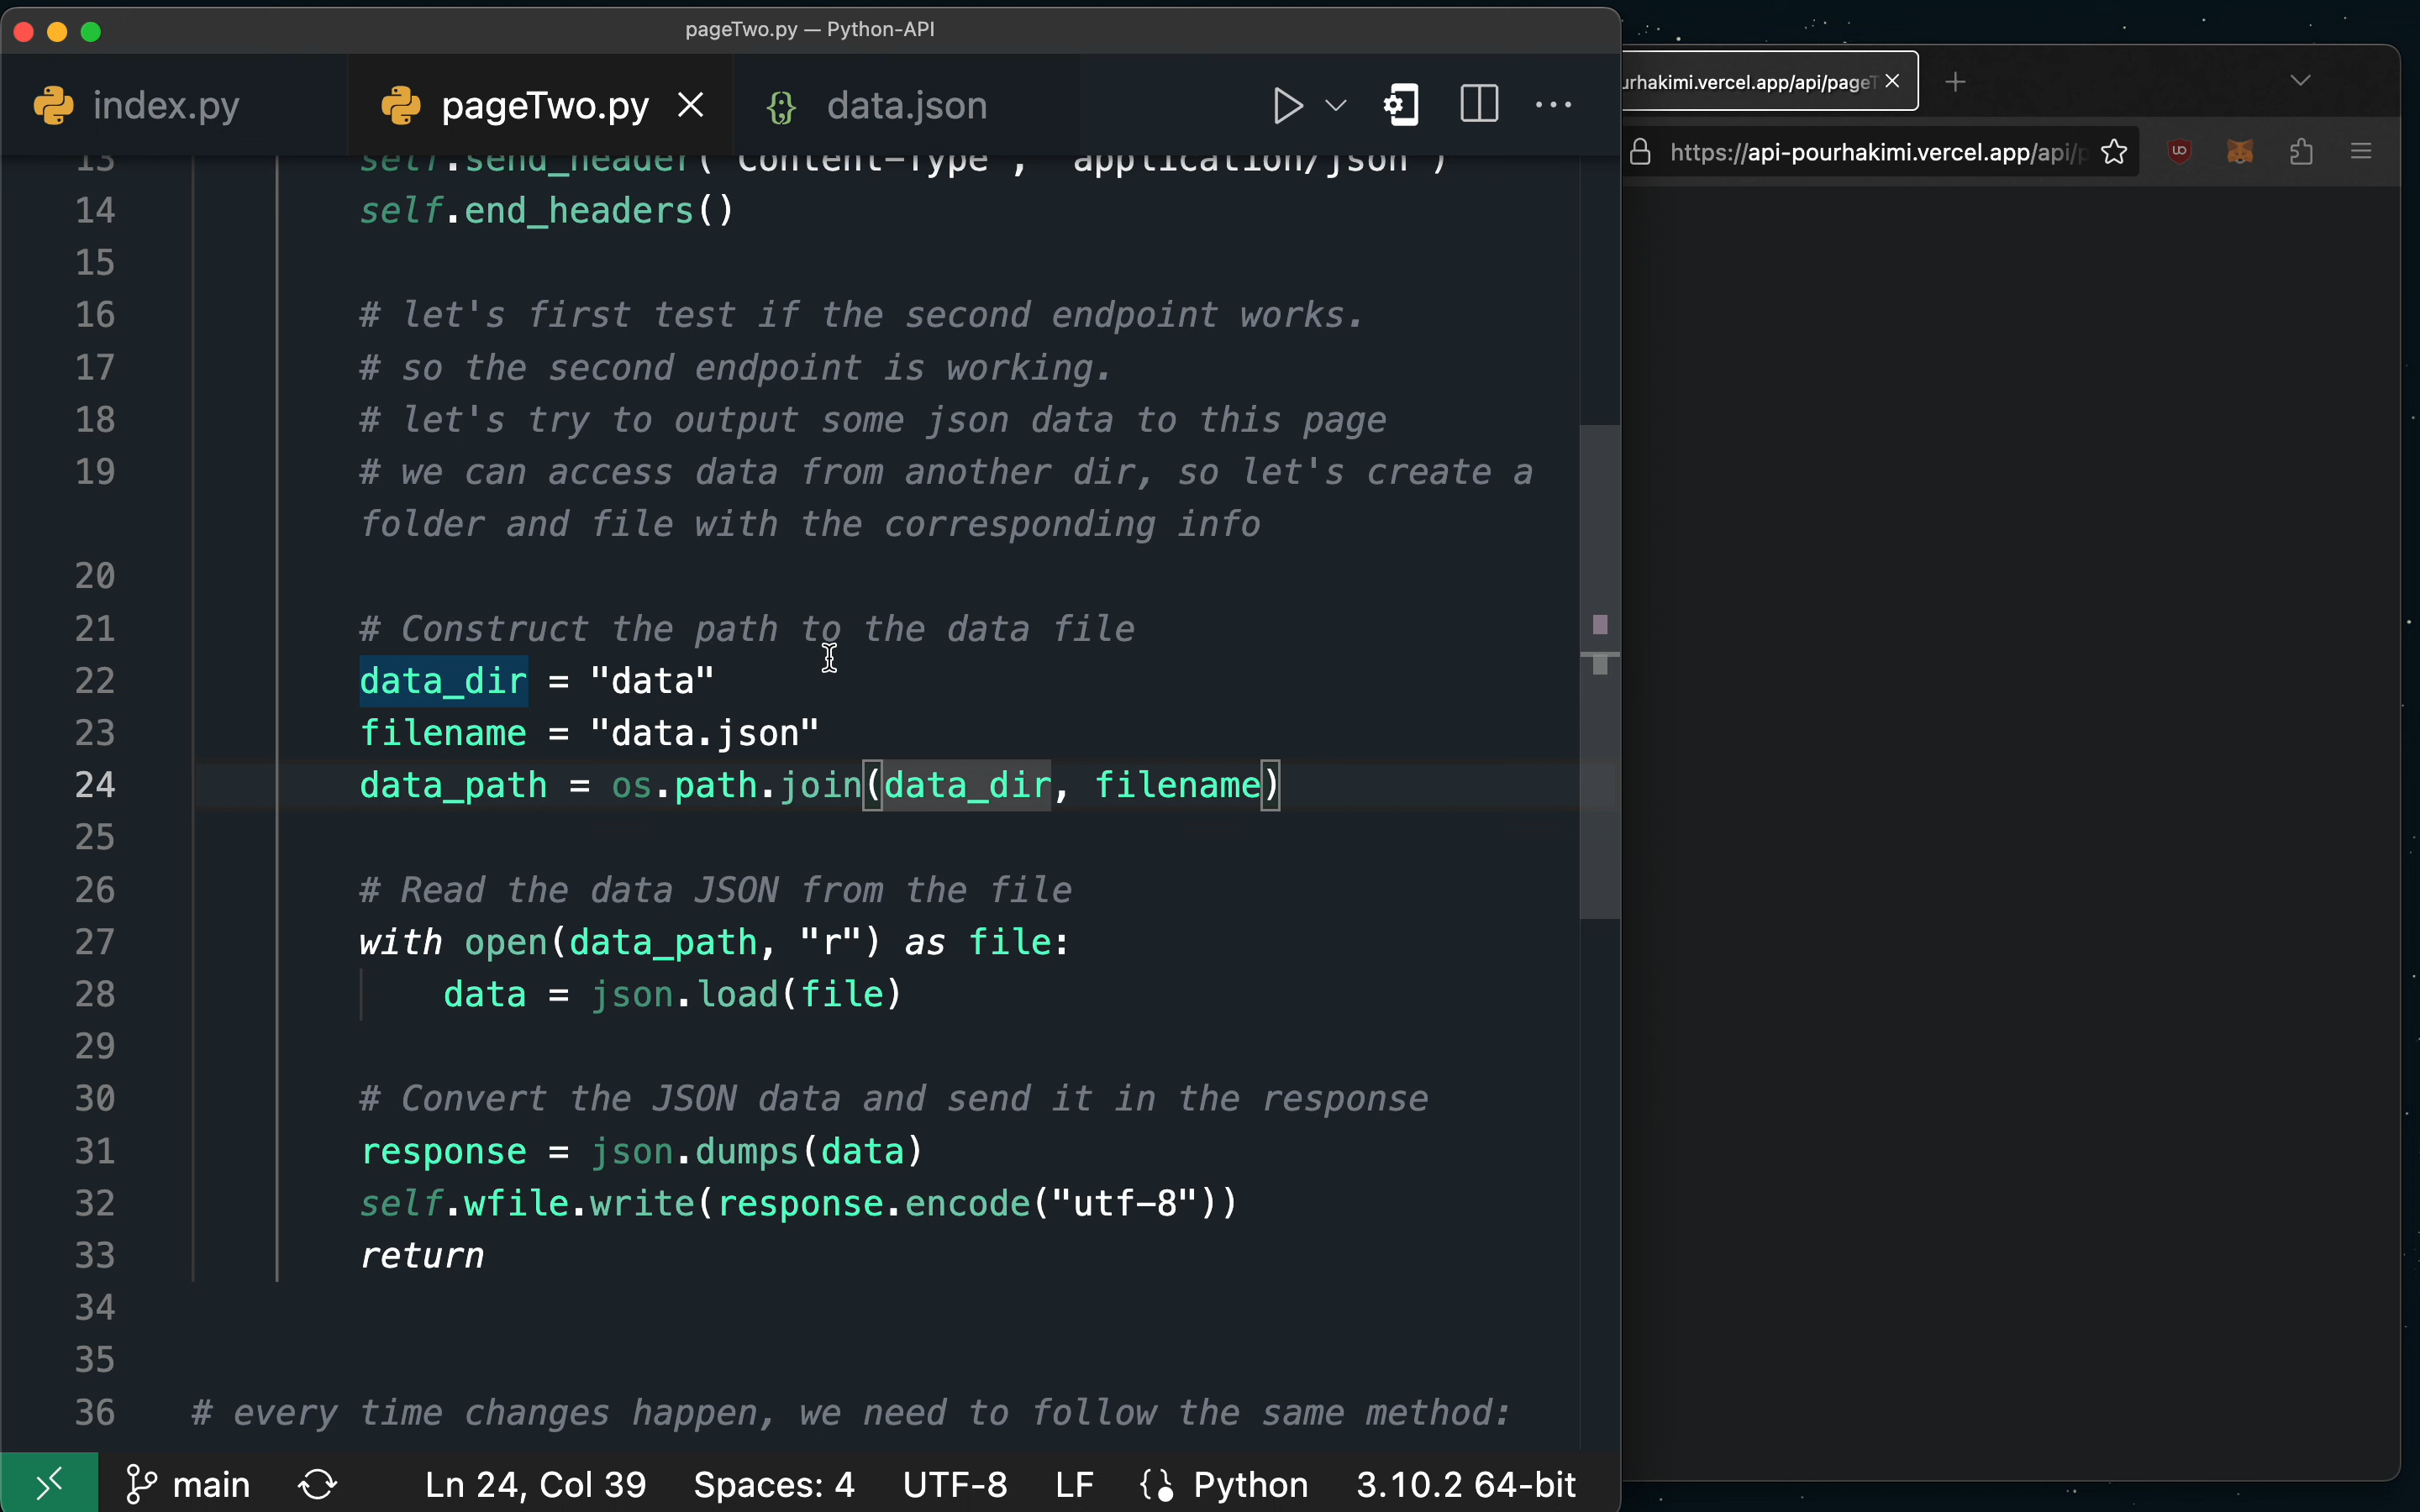 pageTwo.py — Python-API
index.py
pageTwo.py
data.json
13 self.send_header("Content-Type", "application/json")
14 self.end_headers()
15
16 # let's first test if the second endpoint works.
17 # so the second endpoint is working.
18 # let's try to output some json data to this page
19 # we can access data from another dir, so let's create a
folder and file with the corresponding info
20
21 # Construct the path to the data file
22 data_dir = "data"
23 filename = "data.json"
24 data_path = os.path.join(data_dir, filename)
25
26 # Read the data JSON from the file
27 with open(data_path, "r") as file:
28 data = json.load(file)
29
30 # Convert the JSON data and send it in the response
31 response = json.dumps(data)
32 self.wfile.write(response.encode("utf-8"))
33 return
34
35
36 # every time changes happen, we need to follow the same method:
main Ln 24, Col 39 Spaces: 4 UTF-8 LF Python 3.10.2 64-bit
urhakimi.vercel.app/api/pageT
https://api-pourhakimi.vercel.app/api/p